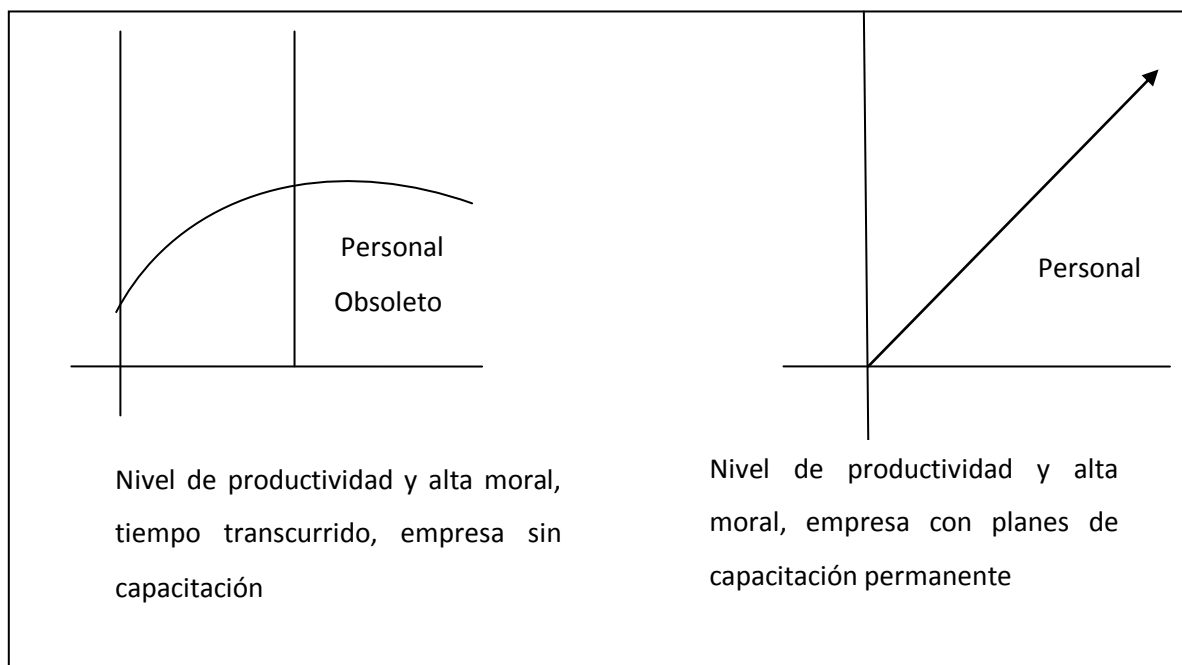 Personal
Obsoleto
Personal
Nivel de productividad y alta moral,
tiempo transcurrido, empresa sin
capacitación
Nivel de productividad y alta
moral, empresa con planes de
capacitación permanente